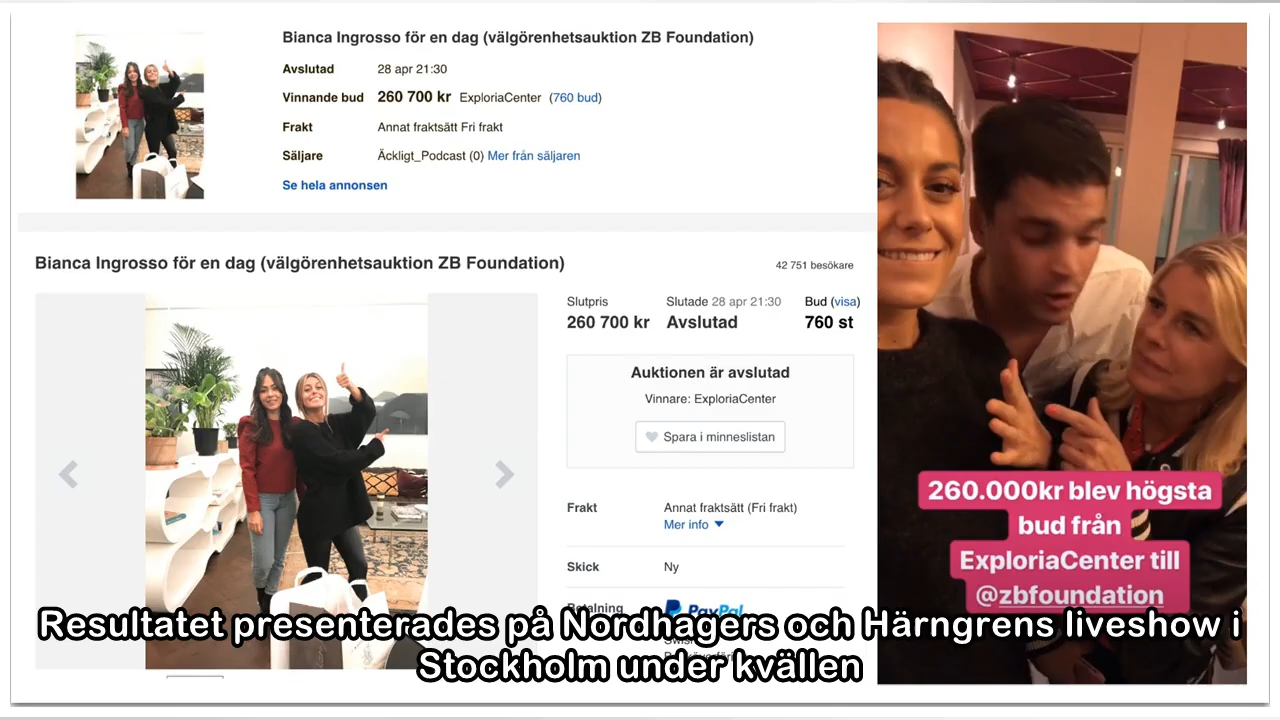 Bianca Ingrosso för en dag (välgörenhetsauktion ZB Foundation)
Avslutad 28 apr 21:30
Vinnande bud 260 700 kr ExploriaCenter (760 bud)
Frakt Annat fraktsätt Fri frakt
Säljare Äckligt_Podcast (0) Mer från säljaren
Se hela annonsen
Bianca Ingrosso för en dag (välgörenhetsauktion ZB Foundation)
42 751 besökare
Slutpris Slutade 28 apr 21:30 Bud (visa)
260 700 kr Avslutad 760 st
Auktionen är avslutad
Vinnare: ExploriaCenter
Spara i minneslistan
Frakt Annat fraktsätt (Fri frakt)
Mer info
Skick Ny
Betalning PayPal
260.000kr blev högsta
bud från
ExploriaCenter till
@zbfoundation
Resultatet presenterades på Nordhagers och Härngrens liveshow i
Stockholm under kvällen